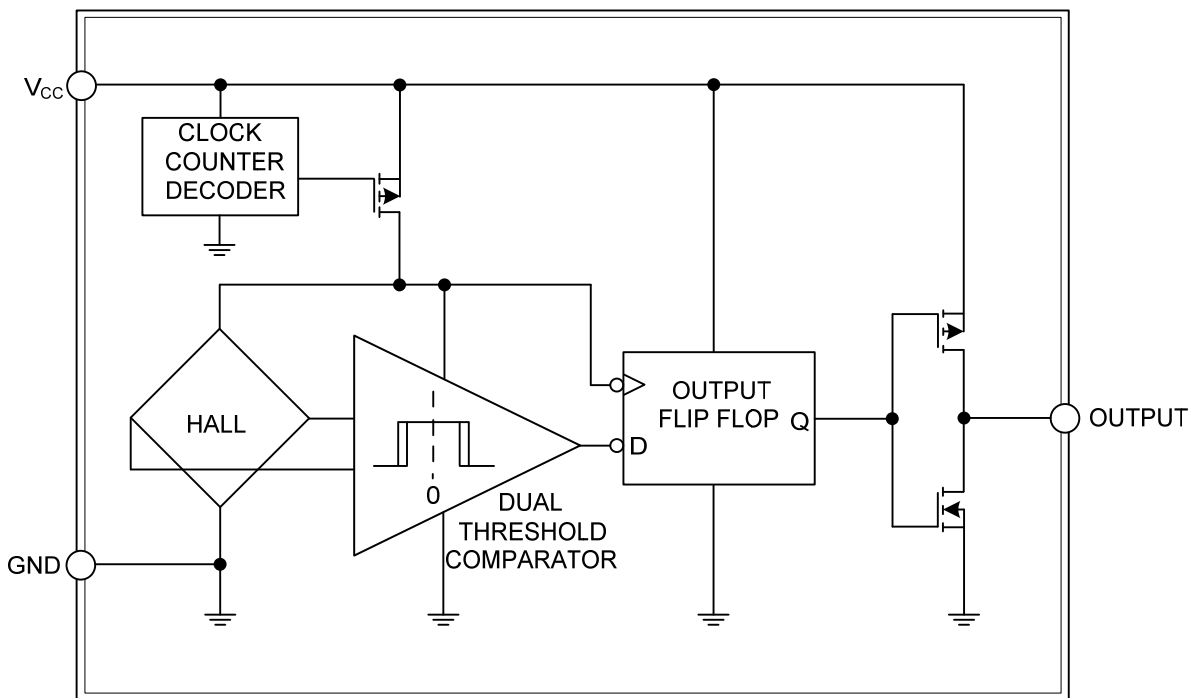 VCC
CLOCK
COUNTER
DECODER
HALL
0
DUAL
THRESHOLD
COMPARATOR
OUTPUT
FLIP FLOP
Q
D
OUTPUT
GND